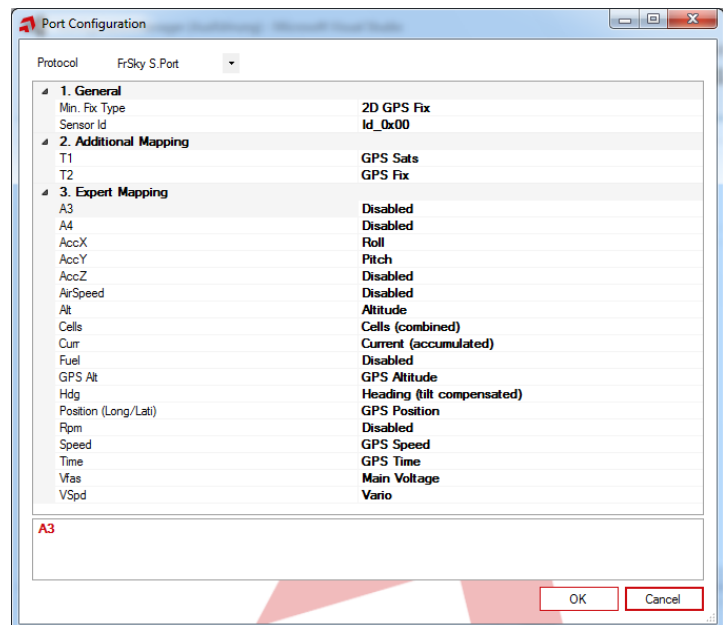 Port Configuration
Protocol FrSky S.Port
1. General
Min. Fix Type 2D GPS Fix
Sensor Id Id_0x00
2. Additional Mapping
T1 GPS Sats
T2 GPS Fix
3. Expert Mapping
A3 Disabled
A4 Disabled
AccX Roll
AccY Pitch
AccZ Disabled
AirSpeed Disabled
Alt Altitude
Cells Cells (combined)
Curr Current (accumulated)
Fuel Disabled
GPS Alt GPS Altitude
Hdg Heading (tilt compensated)
Position (Long/Lati) GPS Position
Rpm Disabled
Speed GPS Speed
Time GPS Time
Vfas Main Voltage
VSpd Vario
A3
OK Cancel